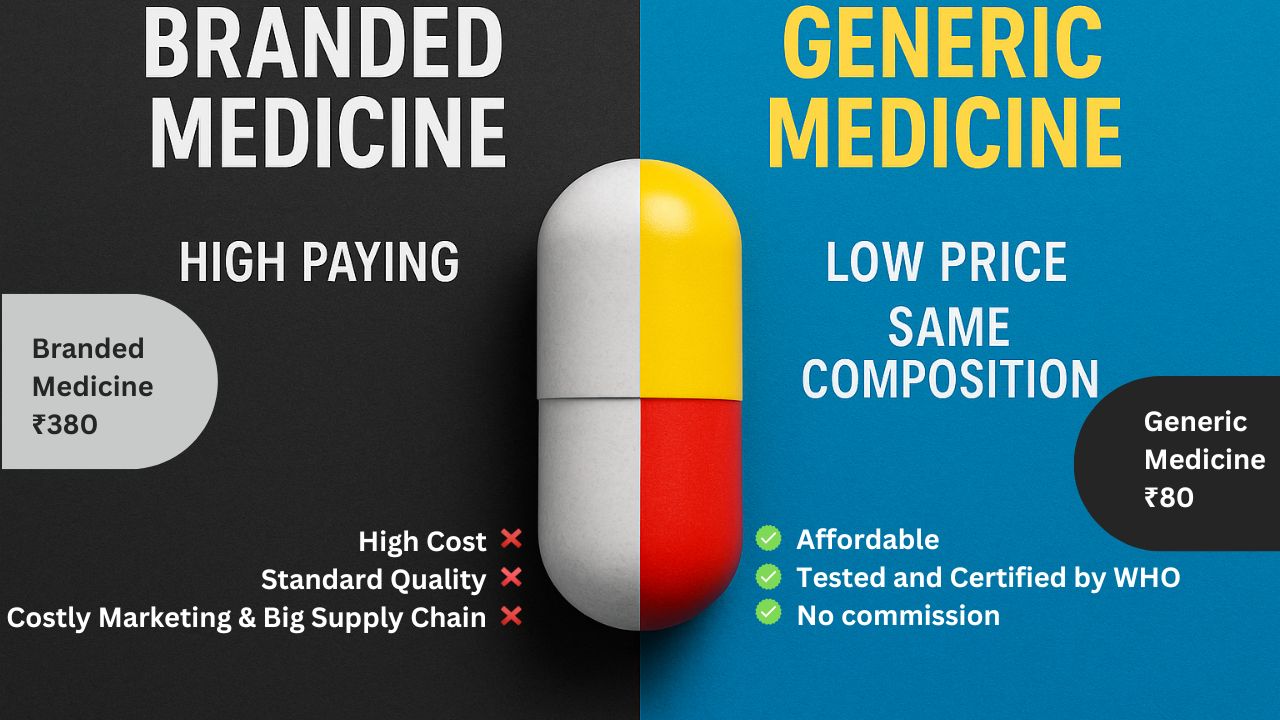 BRANDED
MEDICINE
HIGH PAYING
Branded
Medicine
₹380
High Cost ❌
Standard Quality ❌
Costly Marketing & Big Supply Chain ❌
GENERIC
MEDICINE
LOW PRICE
SAME
COMPOSITION
Generic
Medicine
₹80
Affordable
Tested and Certified by WHO
No commission